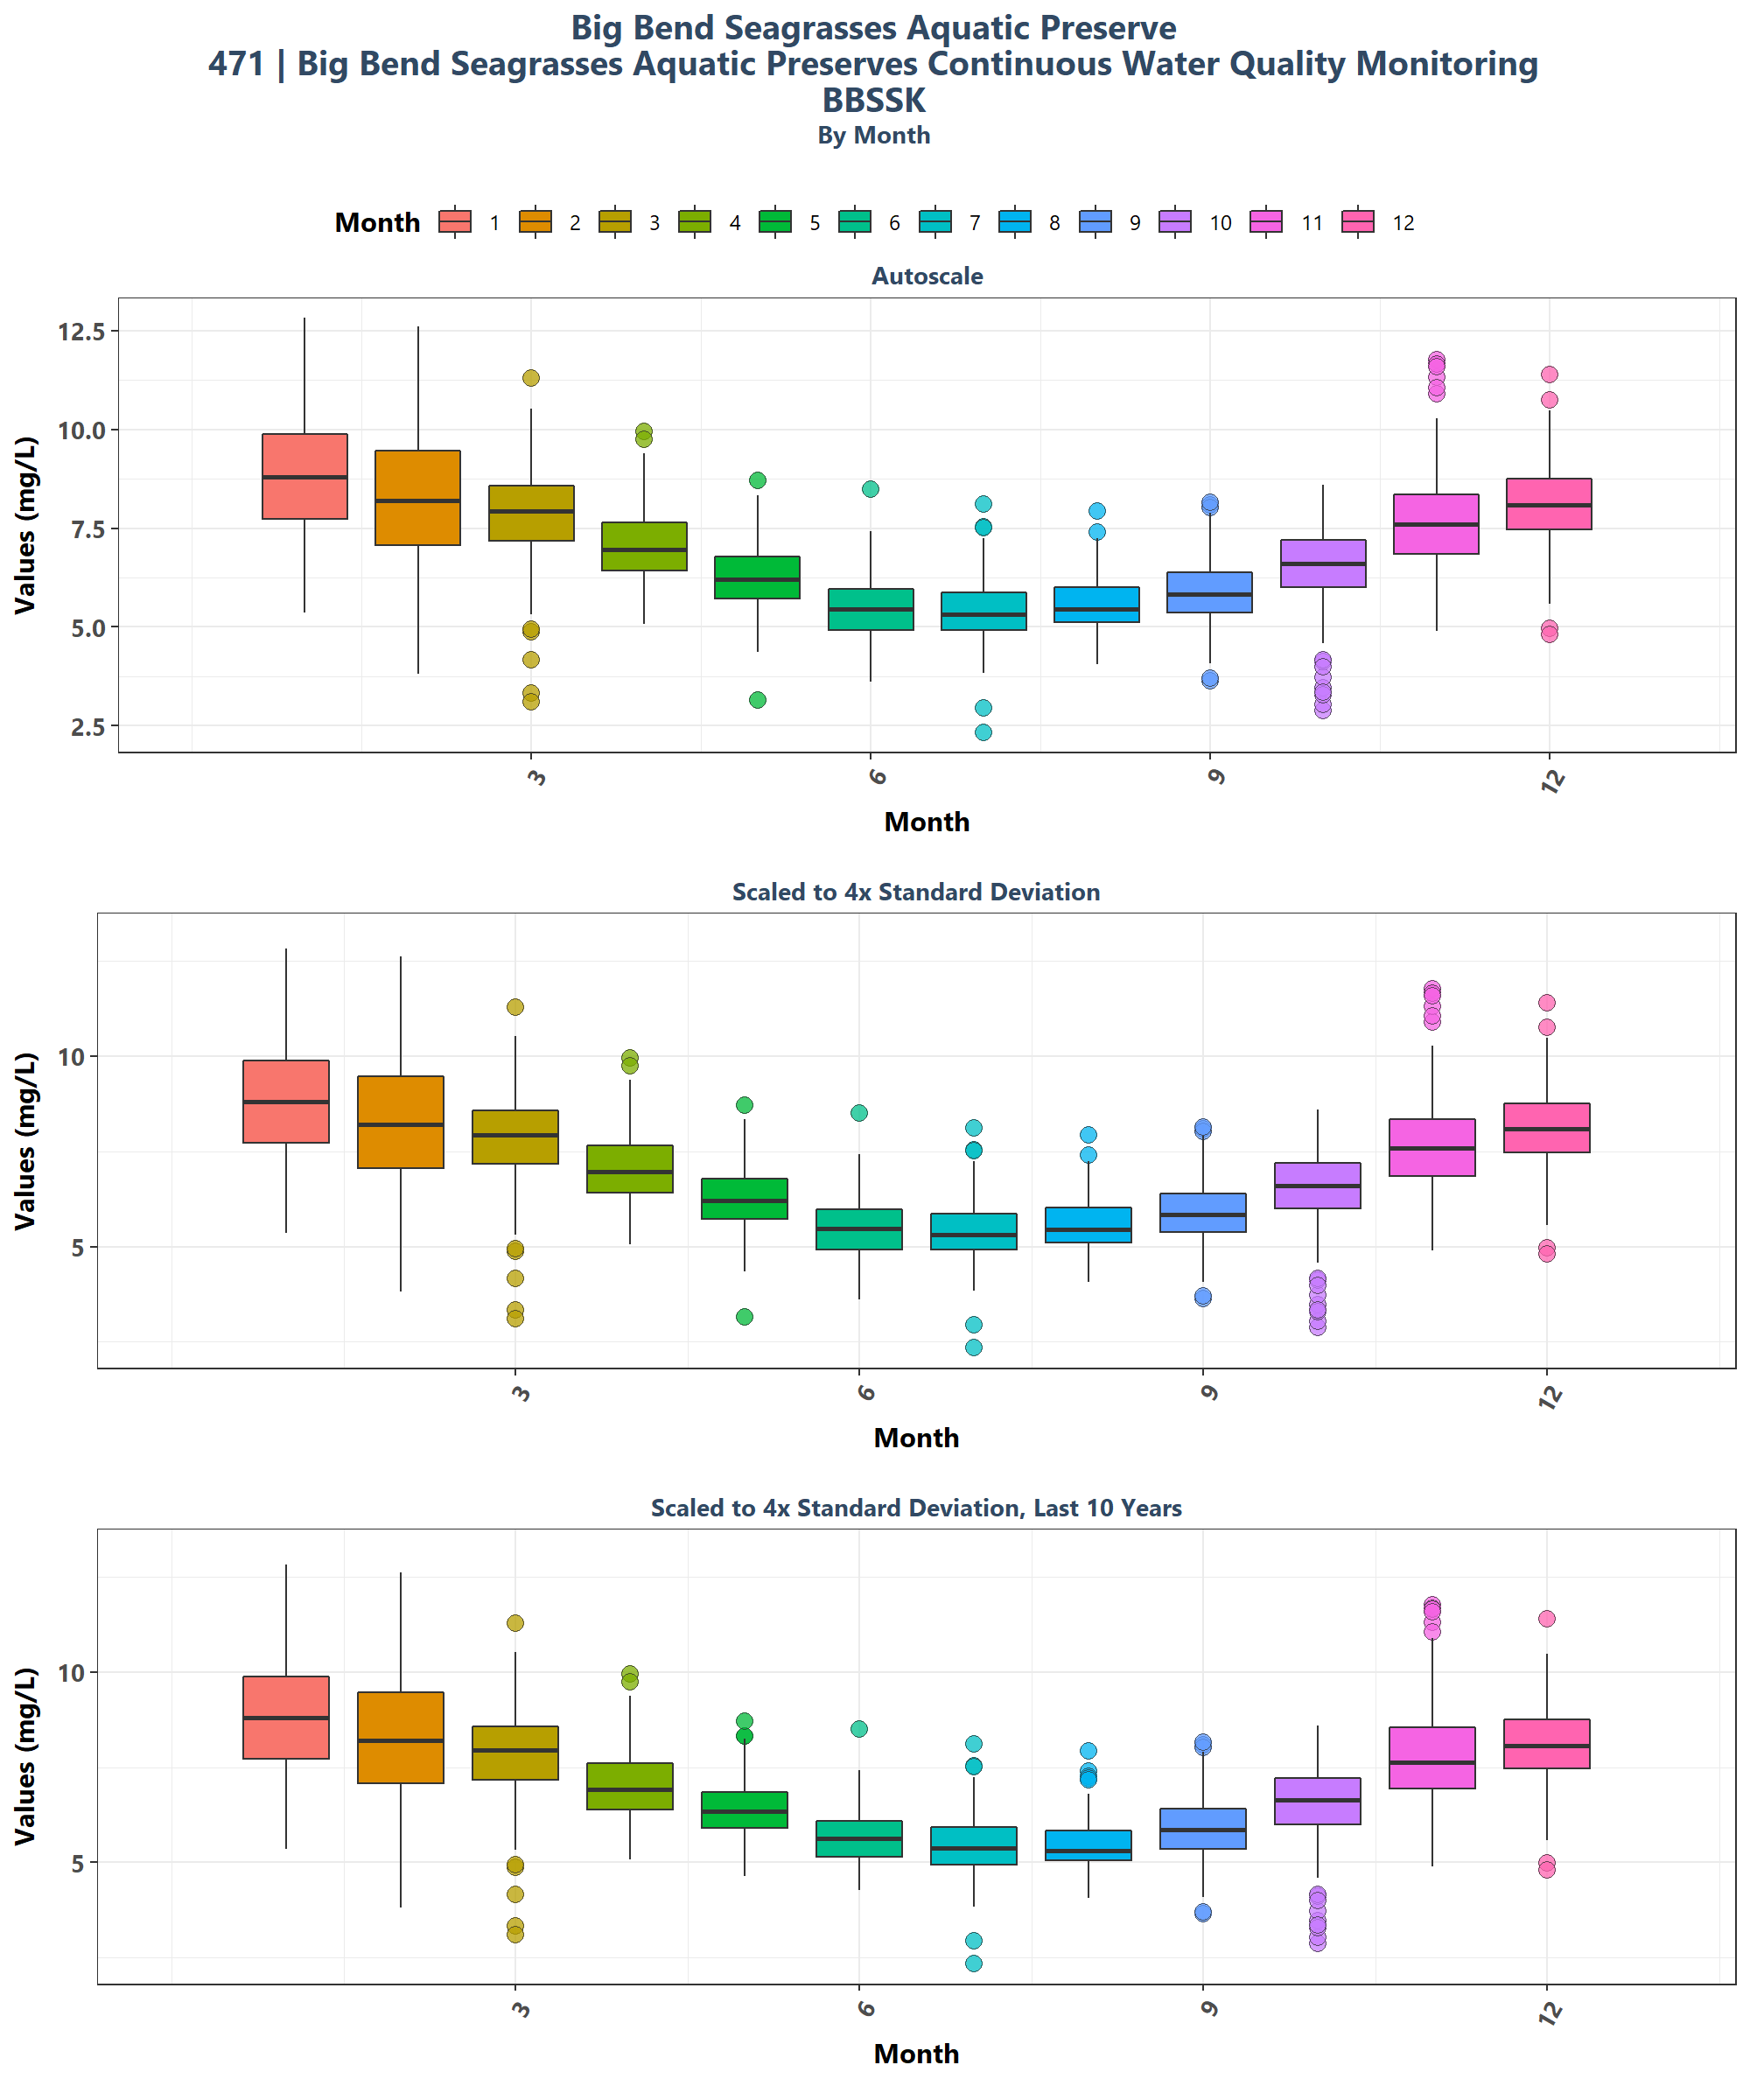 Big Bend Seagrasses Aquatic Preserve
471 | Big Bend Seagrasses Aquatic Preserves Continuous Water Quality Monitoring
BBSSK
By Month
Month 1 2 3 4 5 6 7 8 9 10 11 12
Autoscale
Values (mg/L)
12.5
10.0
7.5
5.0
2.5
3 6 9 12
Month
Scaled to 4x Standard Deviation
Values (mg/L)
10
5
3 6 9 12
Month
Scaled to 4x Standard Deviation, Last 10 Years
Values (mg/L)
10
5
3 6 9 12
Month